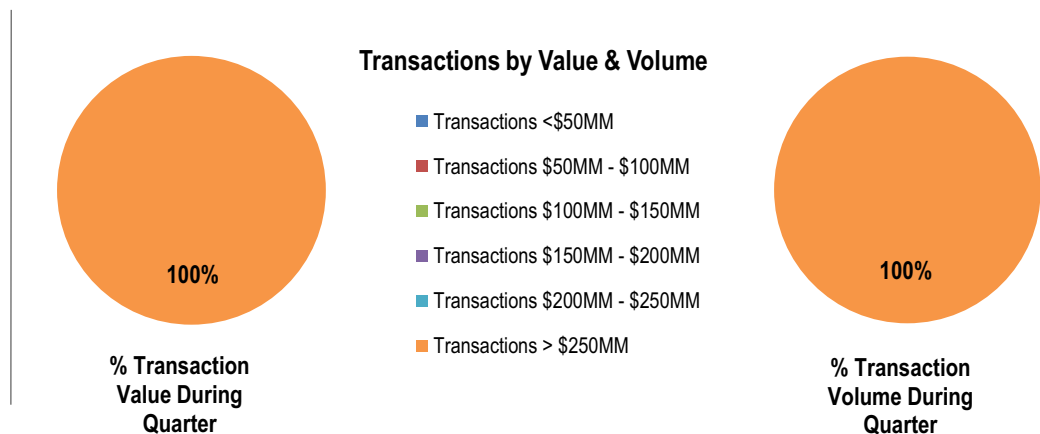 Transactions by Value & Volume
Transactions <$50MM
Transactions $50MM - $100MM
Transactions $100MM - $150MM
Transactions $150MM - $200MM
Transactions $200MM - $250MM
Transactions > $250MM
100%
% Transaction
Value During
Quarter
100%
% Transaction
Volume During
Quarter